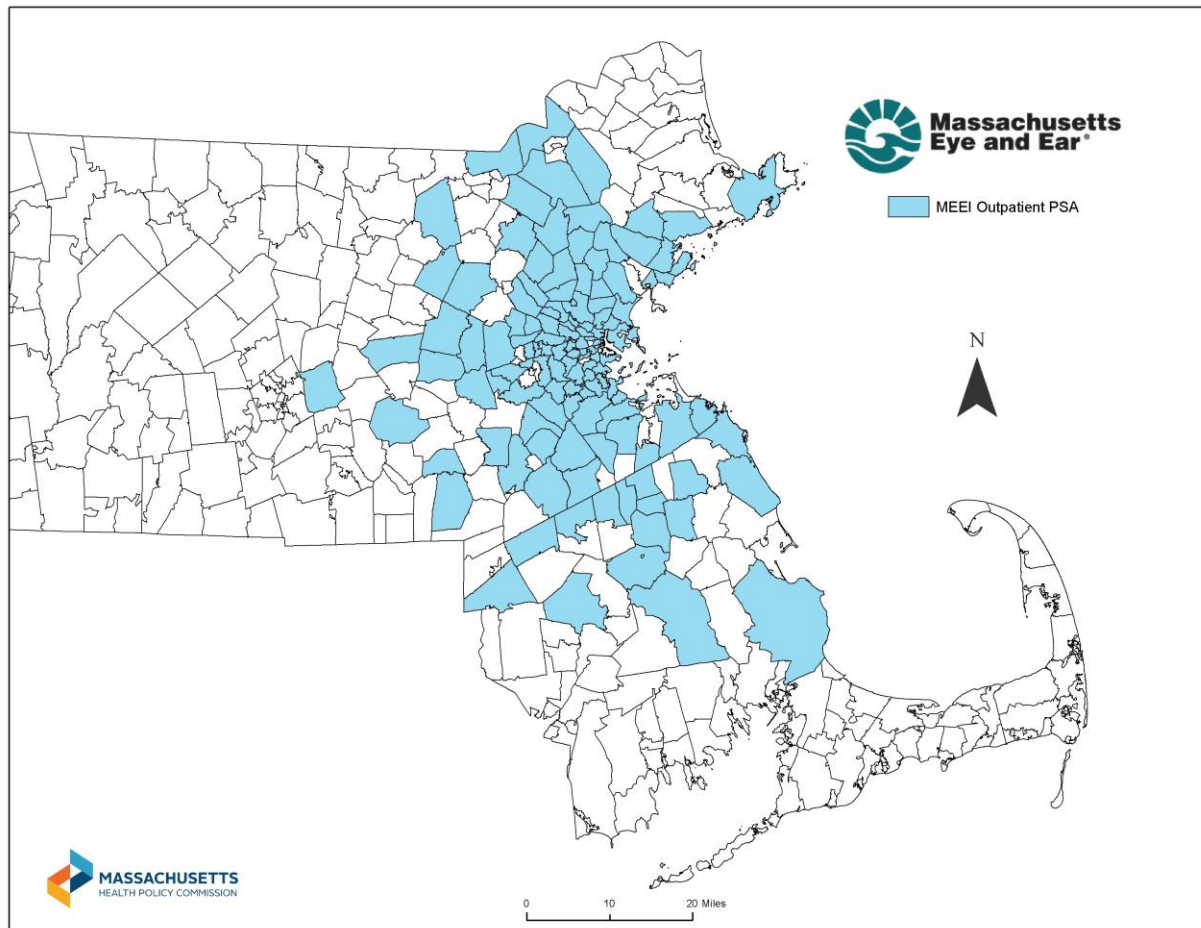 Massachusetts
Eye and Ear®
MEEI Outpatient PSA
N
MASSACHUSETTS
HEALTH POLICY COMMISSION
0 10 20 Miles